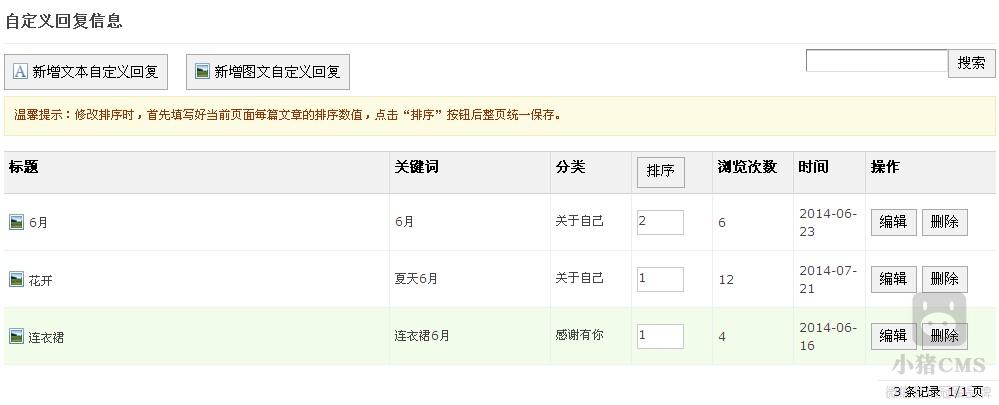 自定义回复信息
新增文本自定义回复 新增图文自定义回复 搜索
温馨提示：修改排序时，首先填写好当前页面每篇文章的排序数值，点击“排序”按钮后整页统一保存。
标题 关键词 分类 排序 浏览次数 时间 操作
6月 6月 关于自己 2 6 2014-06-23 编辑 删除
花开 夏天6月 关于自己 1 12 2014-07-21 编辑 删除
连衣裙 连衣裙6月 感谢有你 1 4 2014-06-16 编辑 删除
小猪CMS
3 条记录 1/1 页